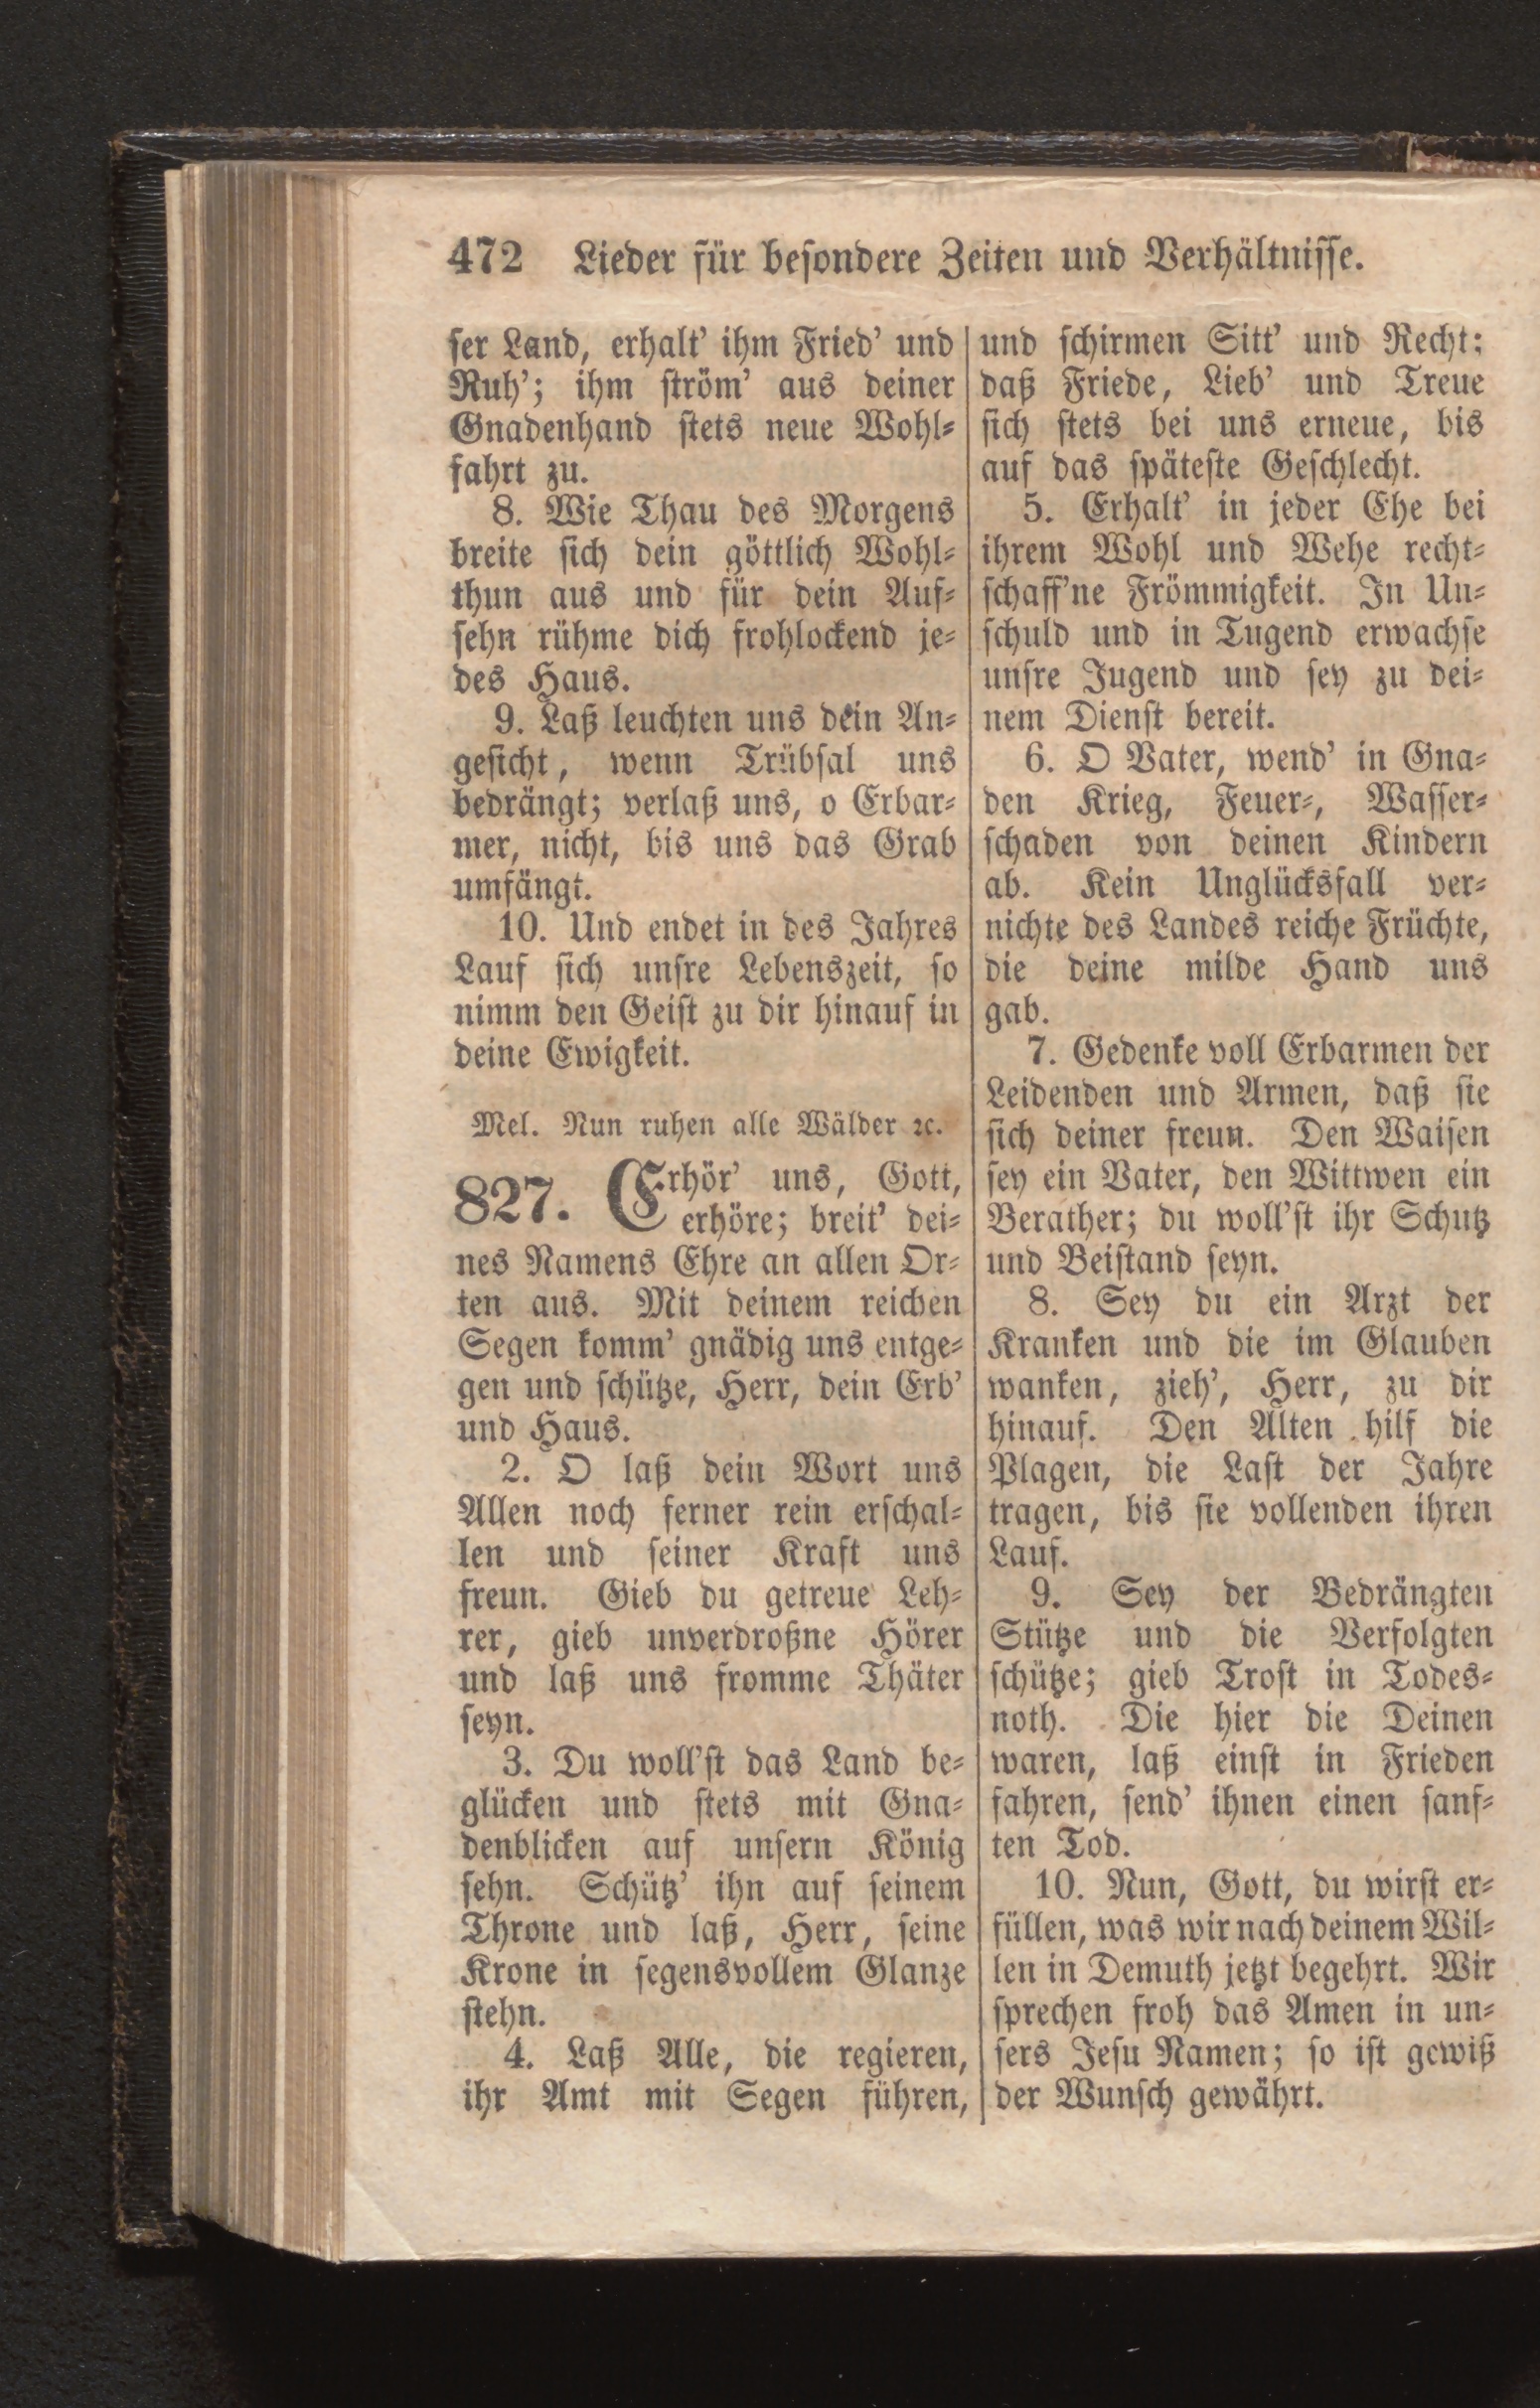 472 Lieder für besondere Zeiten und Verhältnisse.
ser Land, erhalt' ihm Fried' und
Ruh'; ihm ström' aus deiner
Gnadenhand stets neue Wohl-
fahrt zu.
8. Wie Thau des Morgens
breite sich dein göttlich Wohl-
thun aus und für dein Auf-
sehn rühme dich frohlockend je-
des Haus.
9. Laß leuchten uns dein An-
gesicht, wenn Trübsal uns
bedrängt; verlaß uns, o Erbar-
mer, nicht, bis uns das Grab
umfängt.
10. Und endet in des Jahres
Lauf sich unsre Lebenszeit, so
nimm den Geist zu dir hinauf in
deine Ewigkeit.
Mel. Nun ruhen alle Wälder ꝛc.
827. Erhör' uns, Gott,
erhöre; breit' dei-
nes Namens Ehre an allen Or-
ten aus. Mit deinem reichen
Segen komm' gnädig uns entge-
gen und schütze, Herr, dein Erb'
und Haus.
2. O laß dein Wort uns
Allen noch ferner rein erschal-
len und seiner Kraft uns
freun. Gieb du getreue Leh-
rer, gieb unverdroßne Hörer
und laß uns fromme Thäter
seyn.
3. Du woll'st das Land be-
glücken und stets mit Gna-
denblicken auf unsern König
sehn. Schütz' ihn auf seinem
Throne und laß, Herr, seine
Krone in segensvollem Glanze
stehn.
4. Laß Alle, die regieren,
ihr Amt mit Segen führen,
und schirmen Sitt' und Recht;
daß Friede, Lieb' und Treue
sich stets bei uns erneue, bis
auf das späteste Geschlecht.
5. Erhalt' in jeder Ehe bei
ihrem Wohl und Wehe recht-
schaff'ne Frömmigkeit. In Un-
schuld und in Tugend erwachse
unsre Jugend und sey zu dei-
nem Dienst bereit.
6. O Vater, wend' in Gna-
den Krieg, Feuer-, Wasser-
schaden von deinen Kindern
ab. Kein Unglücksfall ver-
nichte des Landes reiche Früchte,
die deine milde Hand uns
gab.
7. Gedenke voll Erbarmen der
Leidenden und Armen, daß sie
sich deiner freun. Den Waisen
sey ein Vater, den Wittwen ein
Berather; du woll'st ihr Schutz
und Beistand seyn.
8. Sey du ein Arzt der
Kranken und die im Glauben
wanken, zieh', Herr, zu dir
hinauf. Den Alten hilf die
Plagen, die Last der Jahre
tragen, bis sie vollenden ihren
Lauf.
9. Sey der Bedrängten
Stütze und die Verfolgten
schütze; gieb Trost in Todes-
noth. Die hier die Deinen
waren, laß einst in Frieden
fahren, send' ihnen einen sanf-
ten Tod.
10. Nun, Gott, du wirst er-
füllen, was wir nach deinem Wil-
len in Demuth jetzt begehrt. Wir
sprechen froh das Amen in un-
sers Jesu Namen; so ist gewiß
der Wunsch gewährt.